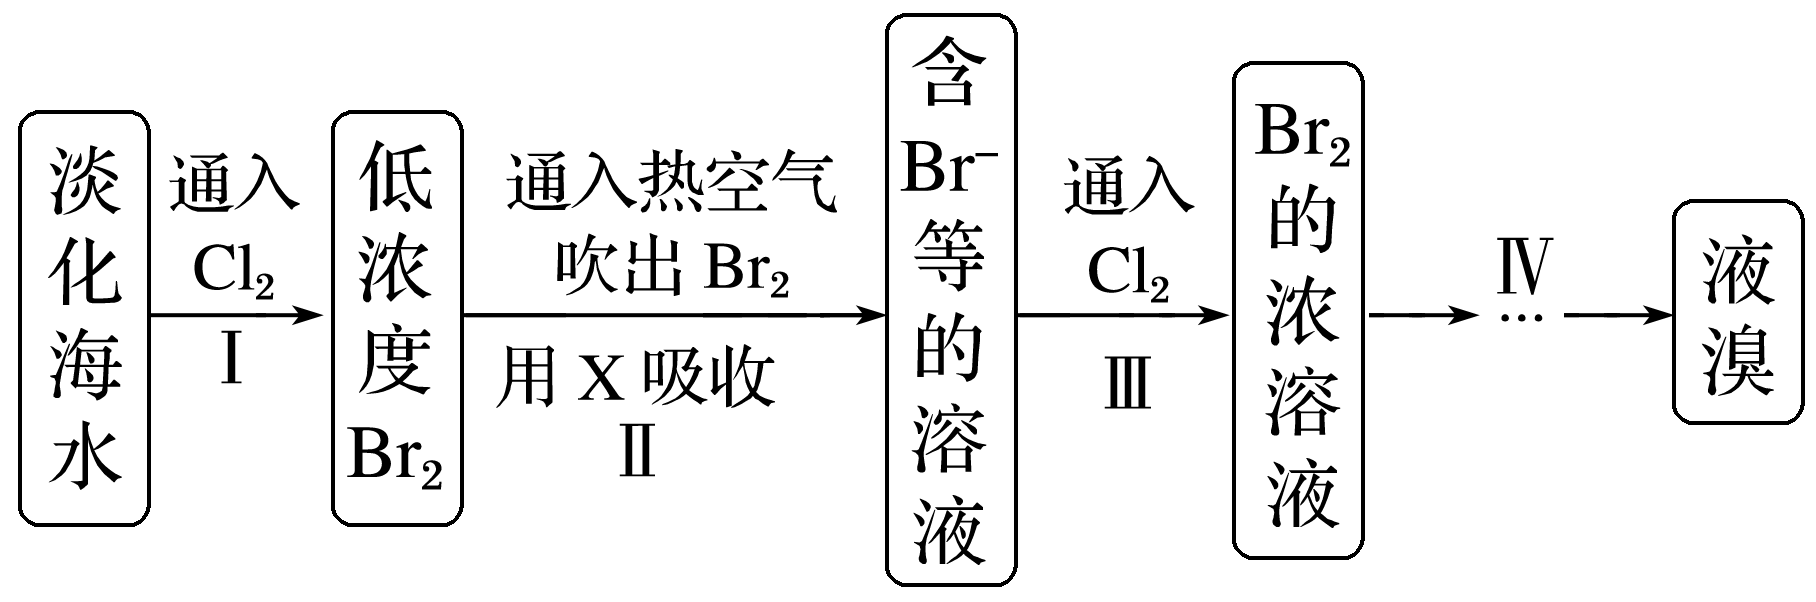 淡化海水
通入
Cl₂
Ⅰ
低浓度Br₂
通入热空气
吹出 Br₂
用 X 吸收
Ⅱ
含Br⁻等的溶液
通入
Cl₂
Ⅲ
Br₂的浓溶液
Ⅳ
…
液溴